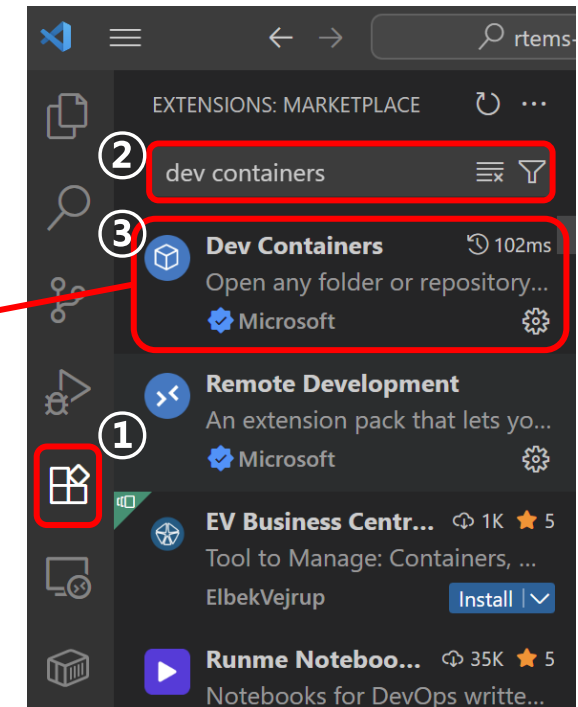 rtems-
EXTENSIONS: MARKETPLACE
②
dev containers
③
Dev Containers 102ms
Open any folder or repository...
Microsoft
Remote Development
An extension pack that lets yo...
Microsoft
①
EV Business Centr... 1K 5
Tool to Manage: Containers, ...
ElbekVejrup Install
Runme Noteboo... 35K 5
Notebooks for DevOps writte...